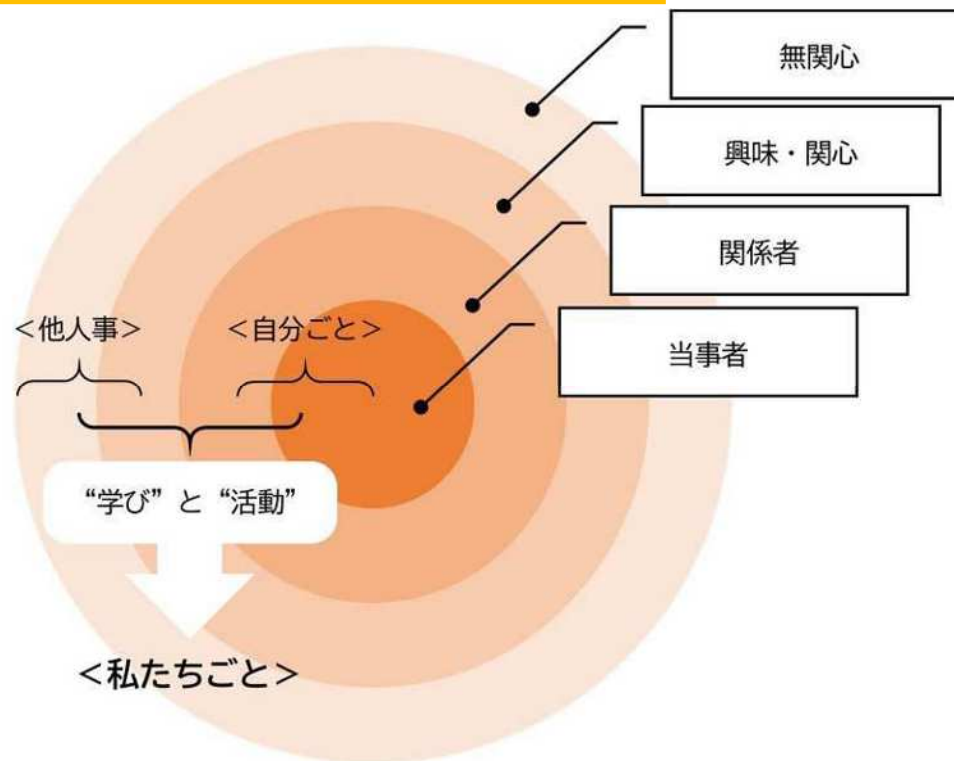 無関心
興味・関心
関係者
＜他人事＞
＜自分ごと＞
当事者
“学び”と“活動”
＜私たちごと＞